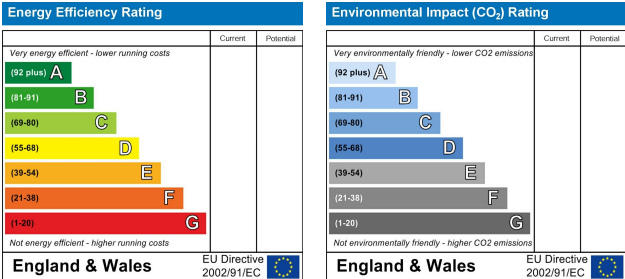 Energy Efficiency Rating
Current Potential
Very energy efficient - lower running costs
(92 plus) A
(81-91) B
(69-80) C
(55-68) D
(39-54) E
(21-38) F
(1-20) G
Not energy efficient - higher running costs
England & Wales
EU Directive
2002/91/EC
Environmental Impact (CO₂) Rating
Current Potential
Very environmentally friendly - lower CO2 emissions
(92 plus) A
(81-91) B
(69-80) C
(55-68) D
(39-54) E
(21-38) F
(1-20) G
Not environmentally friendly - higher CO2 emissions
England & Wales
EU Directive
2002/91/EC